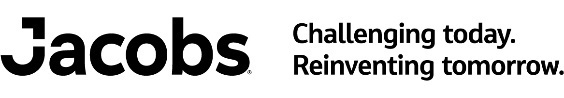 Jacobs®
Challenging today.
Reinventing tomorrow.